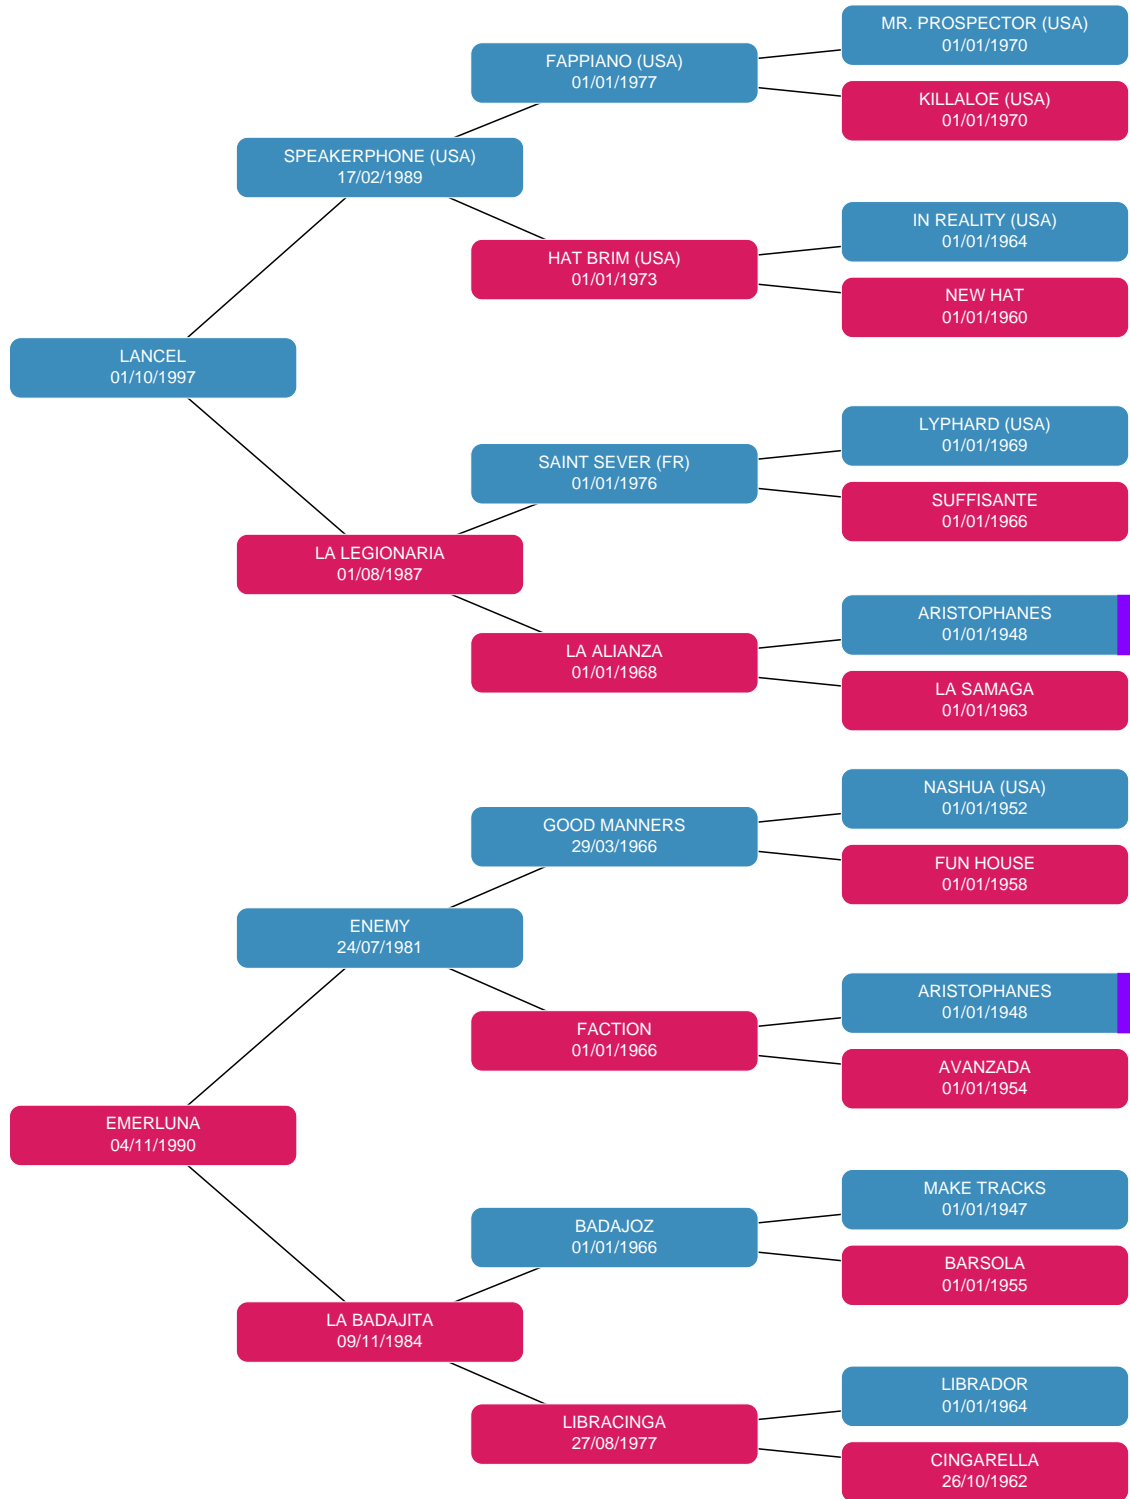 MR. PROSPECTOR (USA)
01/01/1970
FAPPIANO (USA)
01/01/1977
KILLALOE (USA)
01/01/1970
SPEAKERPHONE (USA)
17/02/1989
IN REALITY (USA)
01/01/1964
HAT BRIM (USA)
01/01/1973
NEW HAT
01/01/1960
LANCEL
01/10/1997
LYPHARD (USA)
01/01/1969
SAINT SEVER (FR)
01/01/1976
SUFFISANTE
01/01/1966
LA LEGIONARIA
01/08/1987
ARISTOPHANES
01/01/1948
LA ALIANZA
01/01/1968
LA SAMAGA
01/01/1963
NASHUA (USA)
01/01/1952
GOOD MANNERS
29/03/1966
FUN HOUSE
01/01/1958
ENEMY
24/07/1981
ARISTOPHANES
01/01/1948
FACTION
01/01/1966
AVANZADA
01/01/1954
EMERLUNA
04/11/1990
MAKE TRACKS
01/01/1947
BADAJOZ
01/01/1966
BARSOLA
01/01/1955
LA BADAJITA
09/11/1984
LIBRADOR
01/01/1964
LIBRACINGA
27/08/1977
CINGARELLA
26/10/1962